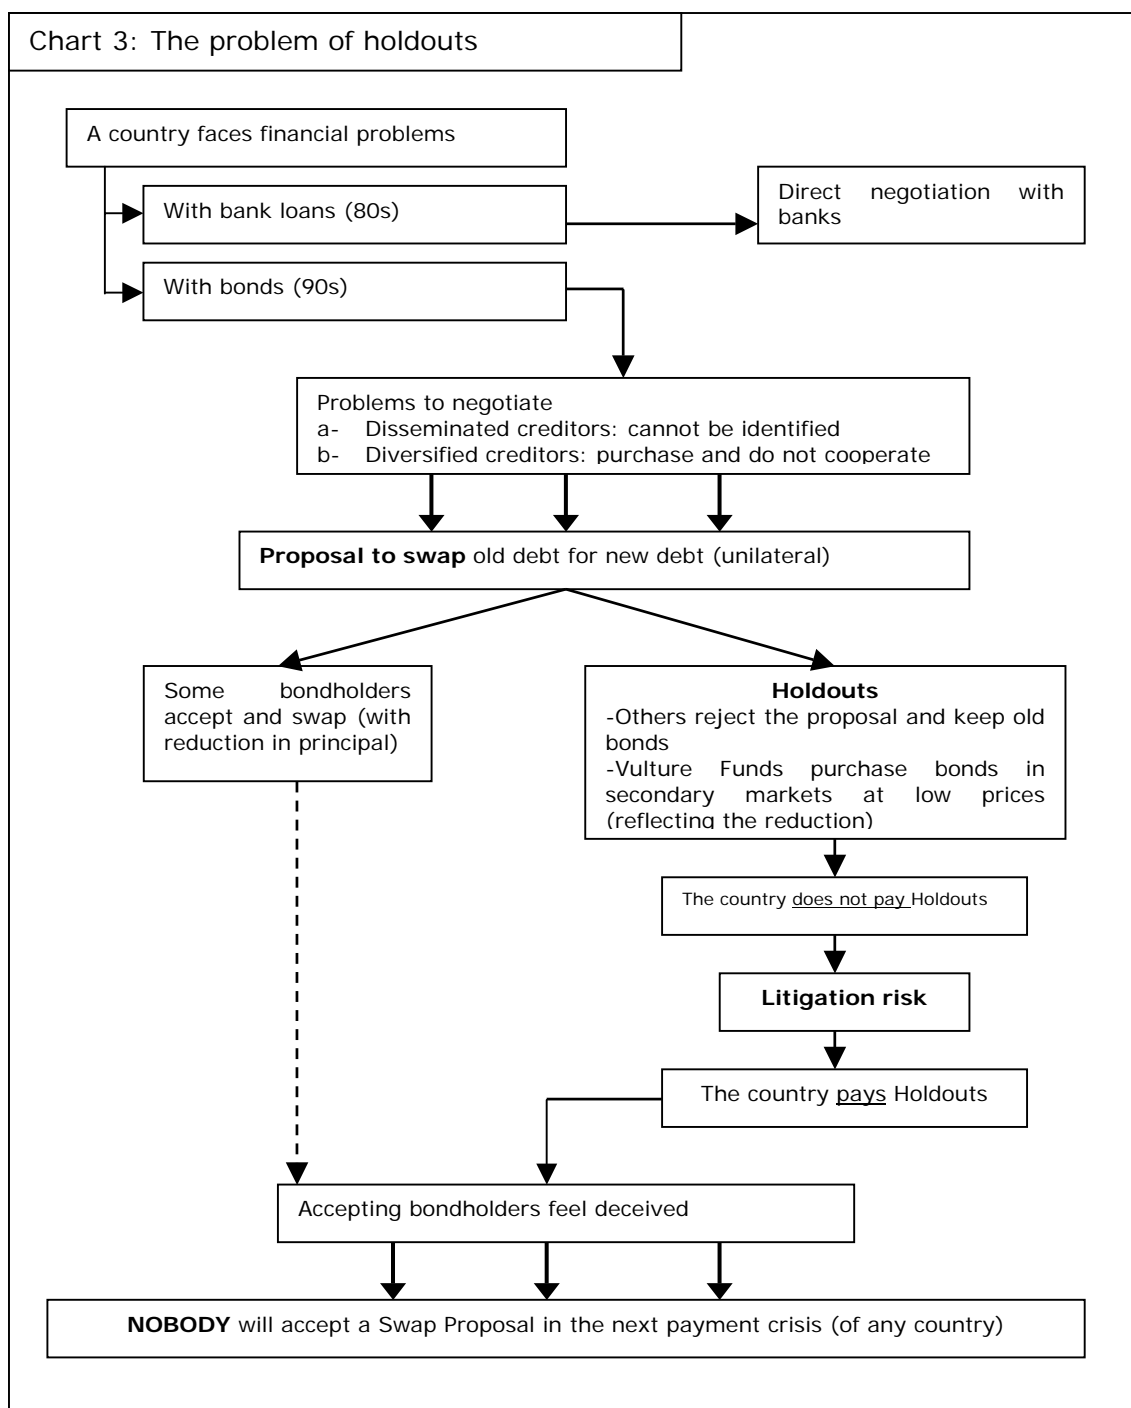 Chart 3: The problem of holdouts
A country faces financial problems
With bank loans (80s)
Direct negotiation with
banks
With bonds (90s)
Problems to negotiate
a- Disseminated creditors: cannot be identified
b- Diversified creditors: purchase and do not cooperate
Proposal to swap old debt for new debt (unilateral)
Some bondholders
accept and swap (with
reduction in principal)
Holdouts
-Others reject the proposal and keep old
bonds
-Vulture Funds purchase bonds in
secondary markets at low prices
(reflecting the reduction)
The country does not pay Holdouts
Litigation risk
The country pays Holdouts
Accepting bondholders feel deceived
NOBODY will accept a Swap Proposal in the next payment crisis (of any country)